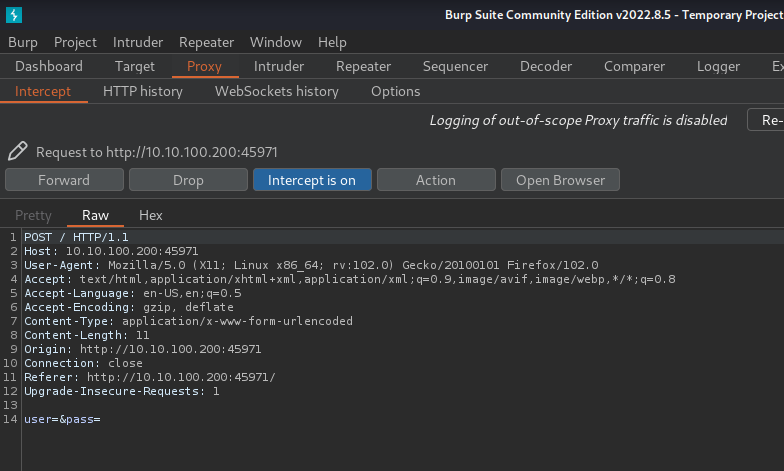 Burp Suite Community Edition v2022.8.5 - Temporary Project
Burp Project Intruder Repeater Window Help
Dashboard Target Proxy Intruder Repeater Sequencer Decoder Comparer Logger Ex
Intercept HTTP history WebSockets history Options
Logging of out-of-scope Proxy traffic is disabled Re-
Request to http://10.10.100.200:45971
Forward Drop Intercept is on Action Open Browser
Pretty Raw Hex
1 POST / HTTP/1.1
2 Host: 10.10.100.200:45971
3 User-Agent: Mozilla/5.0 (X11; Linux x86_64; rv:102.0) Gecko/20100101 Firefox/102.0
4 Accept: text/html,application/xhtml+xml,application/xml;q=0.9,image/avif,image/webp,*/*;q=0.8
5 Accept-Language: en-US,en;q=0.5
6 Accept-Encoding: gzip, deflate
7 Content-Type: application/x-www-form-urlencoded
8 Content-Length: 11
9 Origin: http://10.10.100.200:45971
10 Connection: close
11 Referer: http://10.10.100.200:45971/
12 Upgrade-Insecure-Requests: 1
13
14 user=&pass=